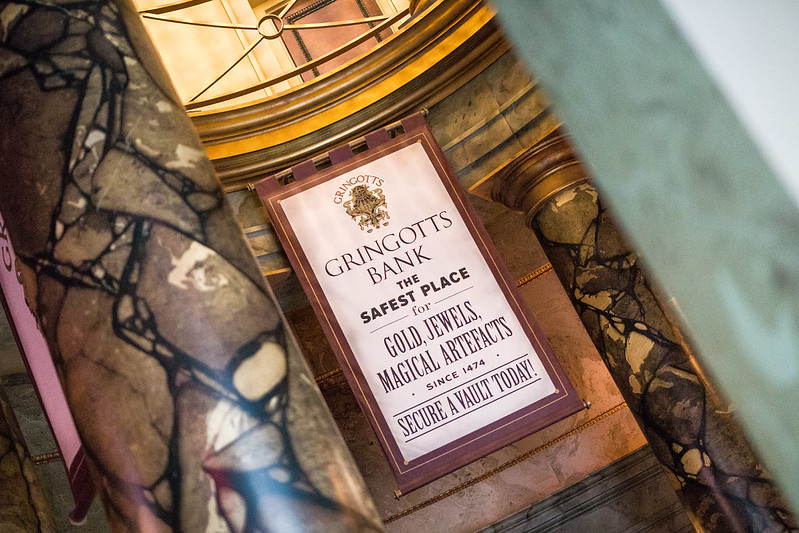 GRINGOTTS
GRINGOTTS
BANK
THE
SAFEST PLACE
for
GOLD, JEWELS,
MAGICAL ARTEFACTS
· SINCE 1474 ·
SECURE A VAULT TODAY!